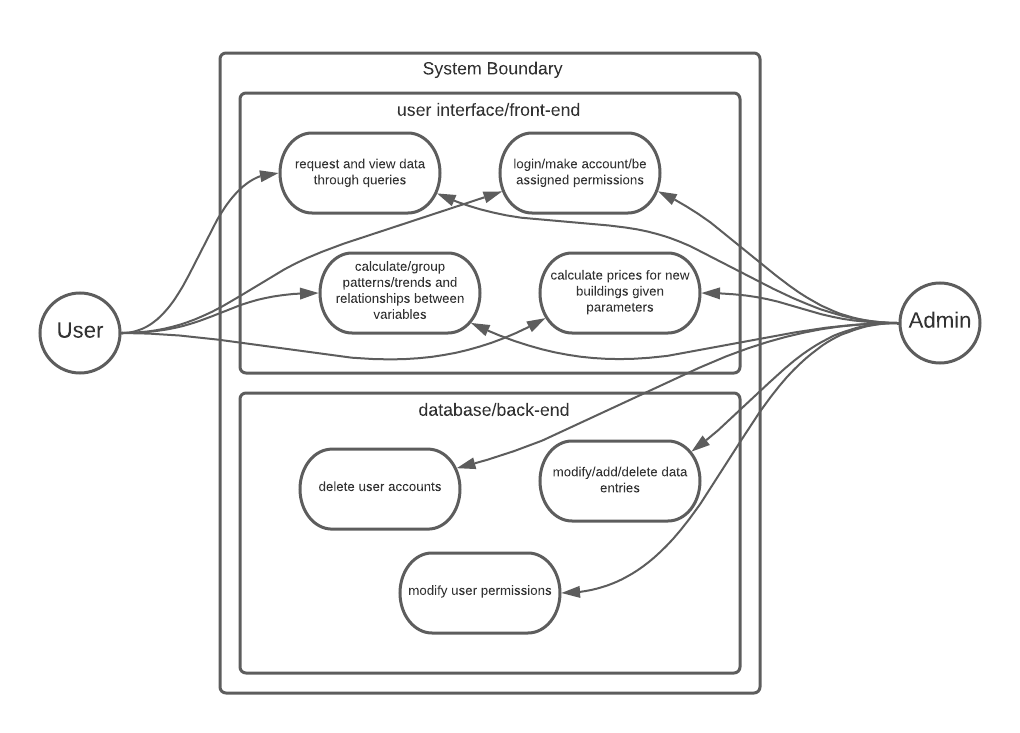 System Boundary
user interface/front-end
request and view data
through queries
login/make account/be
assigned permissions
calculate/group
patterns/trends and
relationships between
variables
calculate prices for new
buildings given
parameters
User
Admin
database/back-end
delete user accounts
modify/add/delete data
entries
modify user permissions